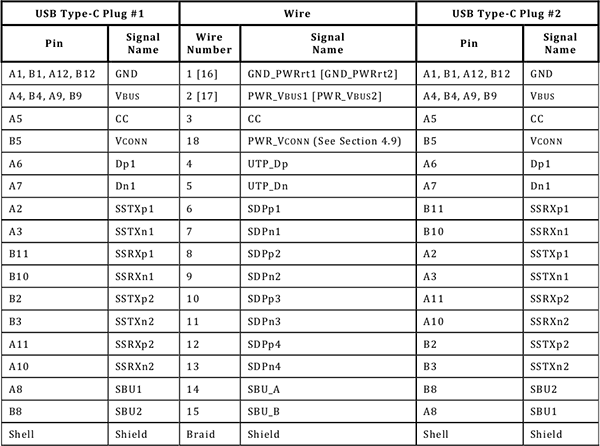 USB Type-C Plug #1 Wire USB Type-C Plug #2
Pin Signal Name Wire Number Signal Name Pin Signal Name
A1, B1, A12, B12 GND 1 [16] GND_PWRrt1 [GND_PWRrt2] A1, B1, A12, B12 GND
A4, B4, A9, B9 VBUS 2 [17] PWR_VBUS1 [PWR_VBUS2] A4, B4, A9, B9 VBUS
A5 CC 3 CC A5 CC
B5 VCONN 18 PWR_VCONN (See Section 4.9) B5 VCONN
A6 Dp1 4 UTP_Dp A6 Dp1
A7 Dn1 5 UTP_Dn A7 Dn1
A2 SSTXp1 6 SDPp1 B11 SSRXp1
A3 SSTXn1 7 SDPn1 B10 SSRXn1
B11 SSRXp1 8 SDPp2 A2 SSTXp1
B10 SSRXn1 9 SDPn2 A3 SSTXn1
B2 SSTXp2 10 SDPp3 A11 SSRXp2
B3 SSTXn2 11 SDPn3 A10 SSRXn2
A11 SSRXp2 12 SDPp4 B2 SSTXp2
A10 SSRXn2 13 SDPn4 B3 SSTXn2
A8 SBU1 14 SBU_A B8 SBU2
B8 SBU2 15 SBU_B A8 SBU1
Shell Shield Braid Shield Shell Shield